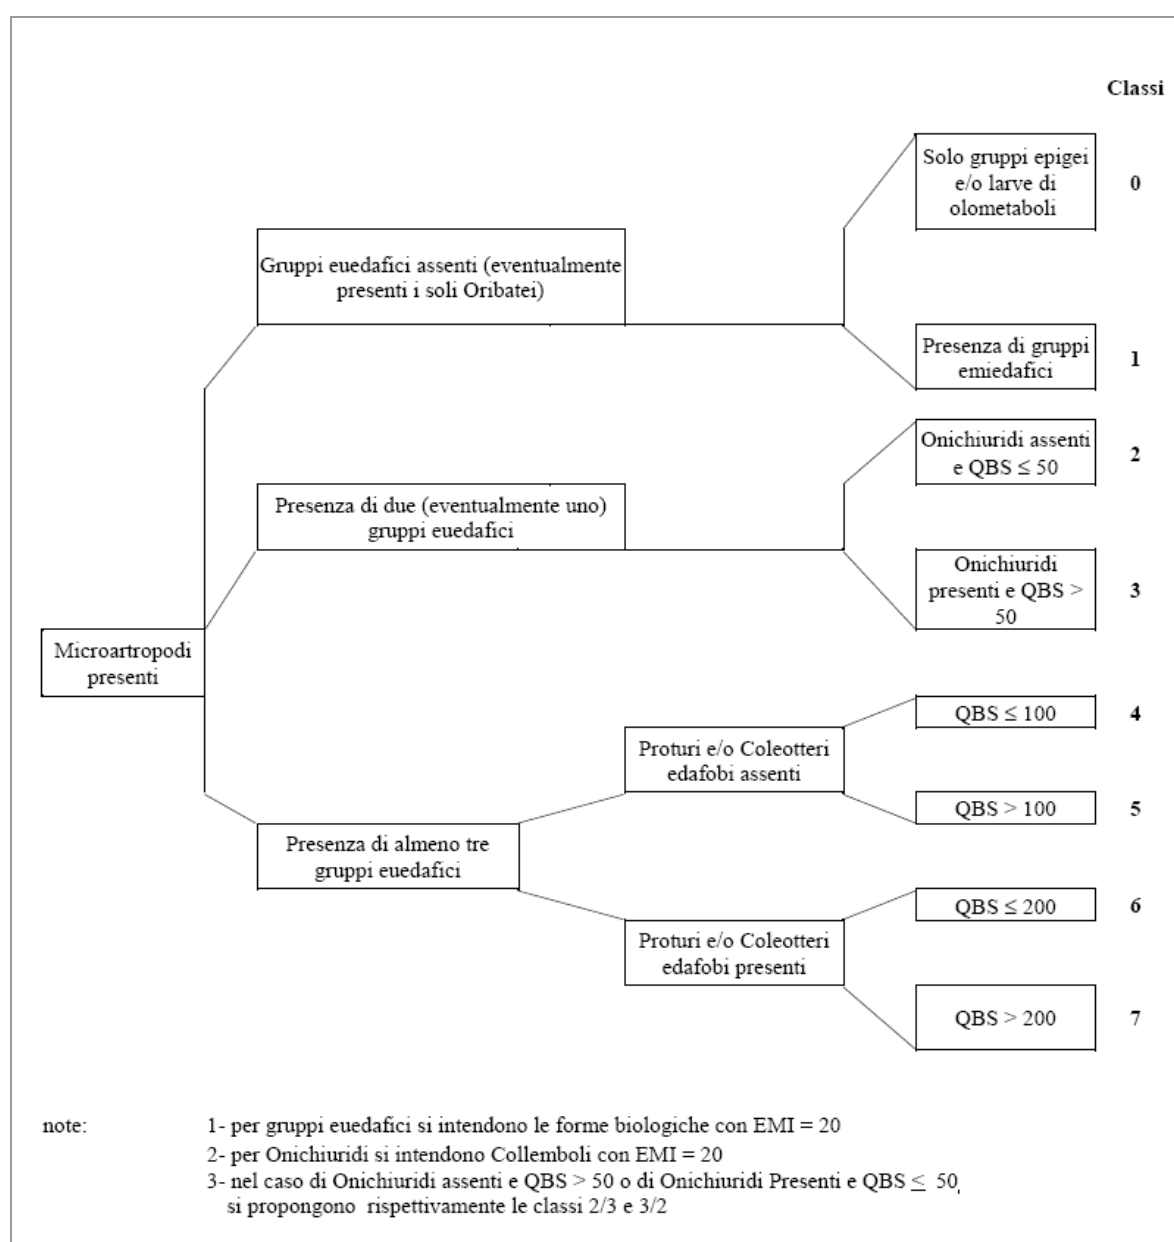 Classi
Solo gruppi epigei
e/o larve di
olometaboli
0
Gruppi euedafici assenti (eventualmente
presenti i soli Oribatei)
Presenza di gruppi
emiedafici
1
Onichiuridi assenti
e QBS ≤ 50
2
Presenza di due (eventualmente uno)
gruppi euedafici
Onichiuridi
presenti e QBS >
50
3
Microartropodi
presenti
QBS ≤ 100
4
Proturi e/o Coleotteri
edafobi assenti
QBS > 100
5
Presenza di almeno tre
gruppi euedafici
QBS ≤ 200
6
Proturi e/o Coleotteri
edafobi presenti
QBS > 200
7
note:
1- per gruppi euedafici si intendono le forme biologiche con EMI = 20
2- per Onichiuridi si intendono Collemboli con EMI = 20
3- nel caso di Onichiuridi assenti e QBS > 50 o di Onichiuridi Presenti e QBS ≤ 50,
si propongono rispettivamente le classi 2/3 e 3/2